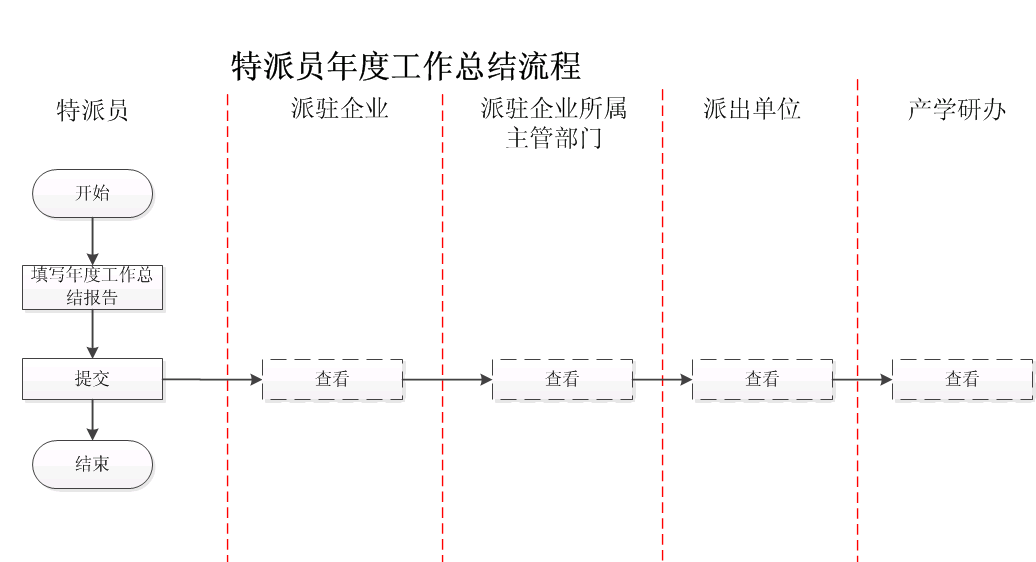 特派员年度工作总结流程
特派员
派驻企业
派驻企业所属
主管部门
派出单位
产学研办
开始
填写年度工作总
结报告
提交
查看
查看
查看
查看
结束